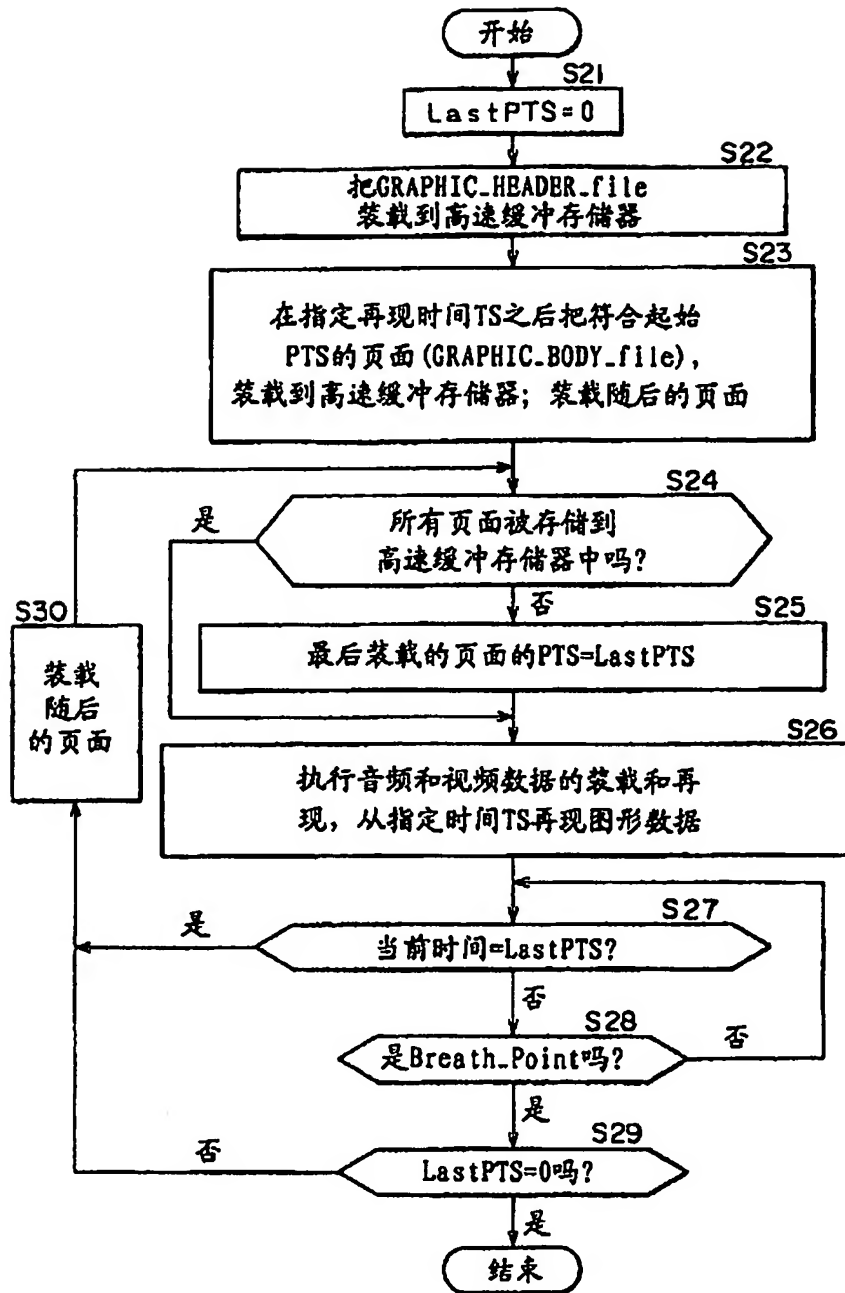 开始
S21
LastPTS=0
S22
把GRAPHIC_HEADER_file
装载到高速缓冲存储器
S23
在指定再现时间TS之后把符合起始
PTS的页面(GRAPHIC_BODY_file),
装载到高速缓冲存储器;装载随后的页面
S24
所有页面被存储到
高速缓冲存储器中吗?
是
否
S25
最后装载的页面的PTS=LastPTS
S30
装载
随后
的页面
S26
执行音频和视频数据的装载和再
现,从指定时间TS再现图形数据
S27
当前时间=LastPTS?
是
否
S28
是Breath_Point吗?
否
是
S29
LastPTS=0吗?
否
是
结束